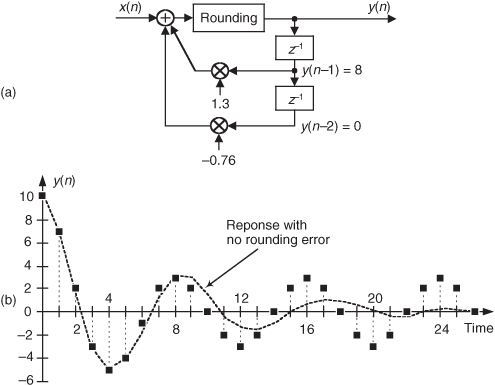 x(n)
+
Rounding
y(n)
z⁻¹
y(n–1) = 8
1.3
z⁻¹
y(n–2) = 0
–0.76
(a)
y(n)
10
8
6
4
2
0
−2
−4
−6
Reponse with
no rounding error
(b)
2
4
8
12
16
20
24
Time